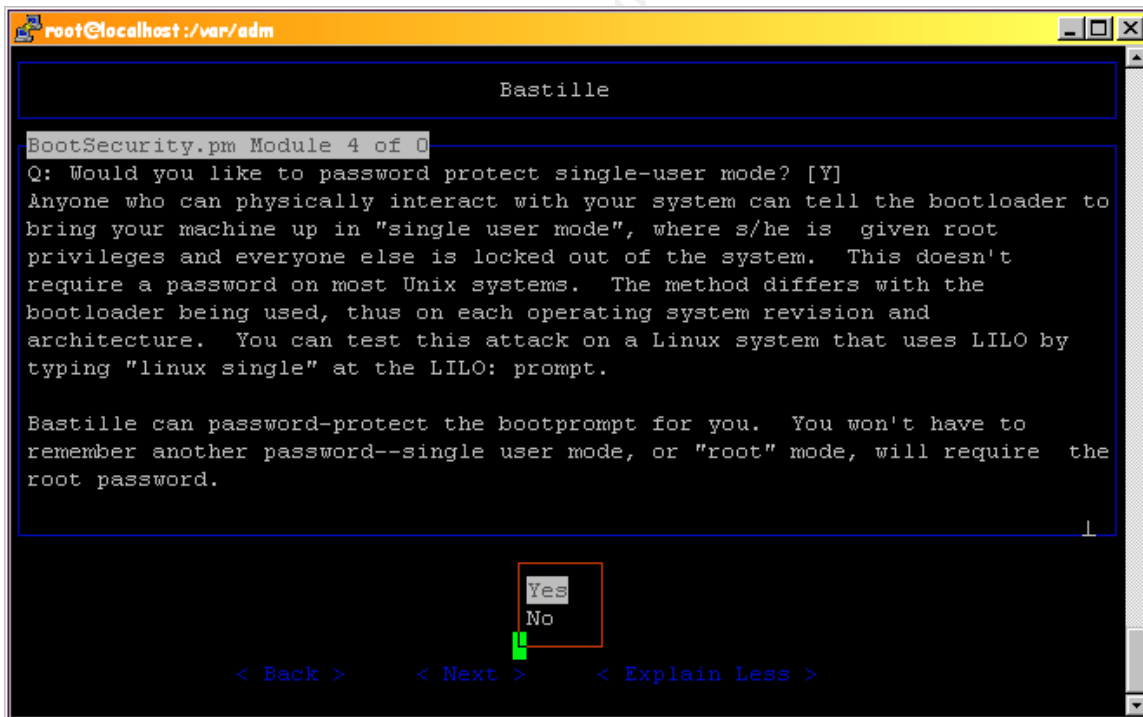 root@localhost:/var/adm
Bastille
BootSecurity.pm Module 4 of 0
Q: Would you like to password protect single-user mode? [Y]
Anyone who can physically interact with your system can tell the bootloader to
bring your machine up in "single user mode", where s/he is  given root
privileges and everyone else is locked out of the system.  This doesn't
require a password on most Unix systems.  The method differs with the
bootloader being used, thus on each operating system revision and
architecture.  You can test this attack on a Linux system that uses LILO by
typing "linux single" at the LILO: prompt.
Bastille can password-protect the bootprompt for you.  You won't have to
remember another password--single user mode, or "root" mode, will require  the
root password.
Yes
No
< Back >   < Next >   < Explain Less >